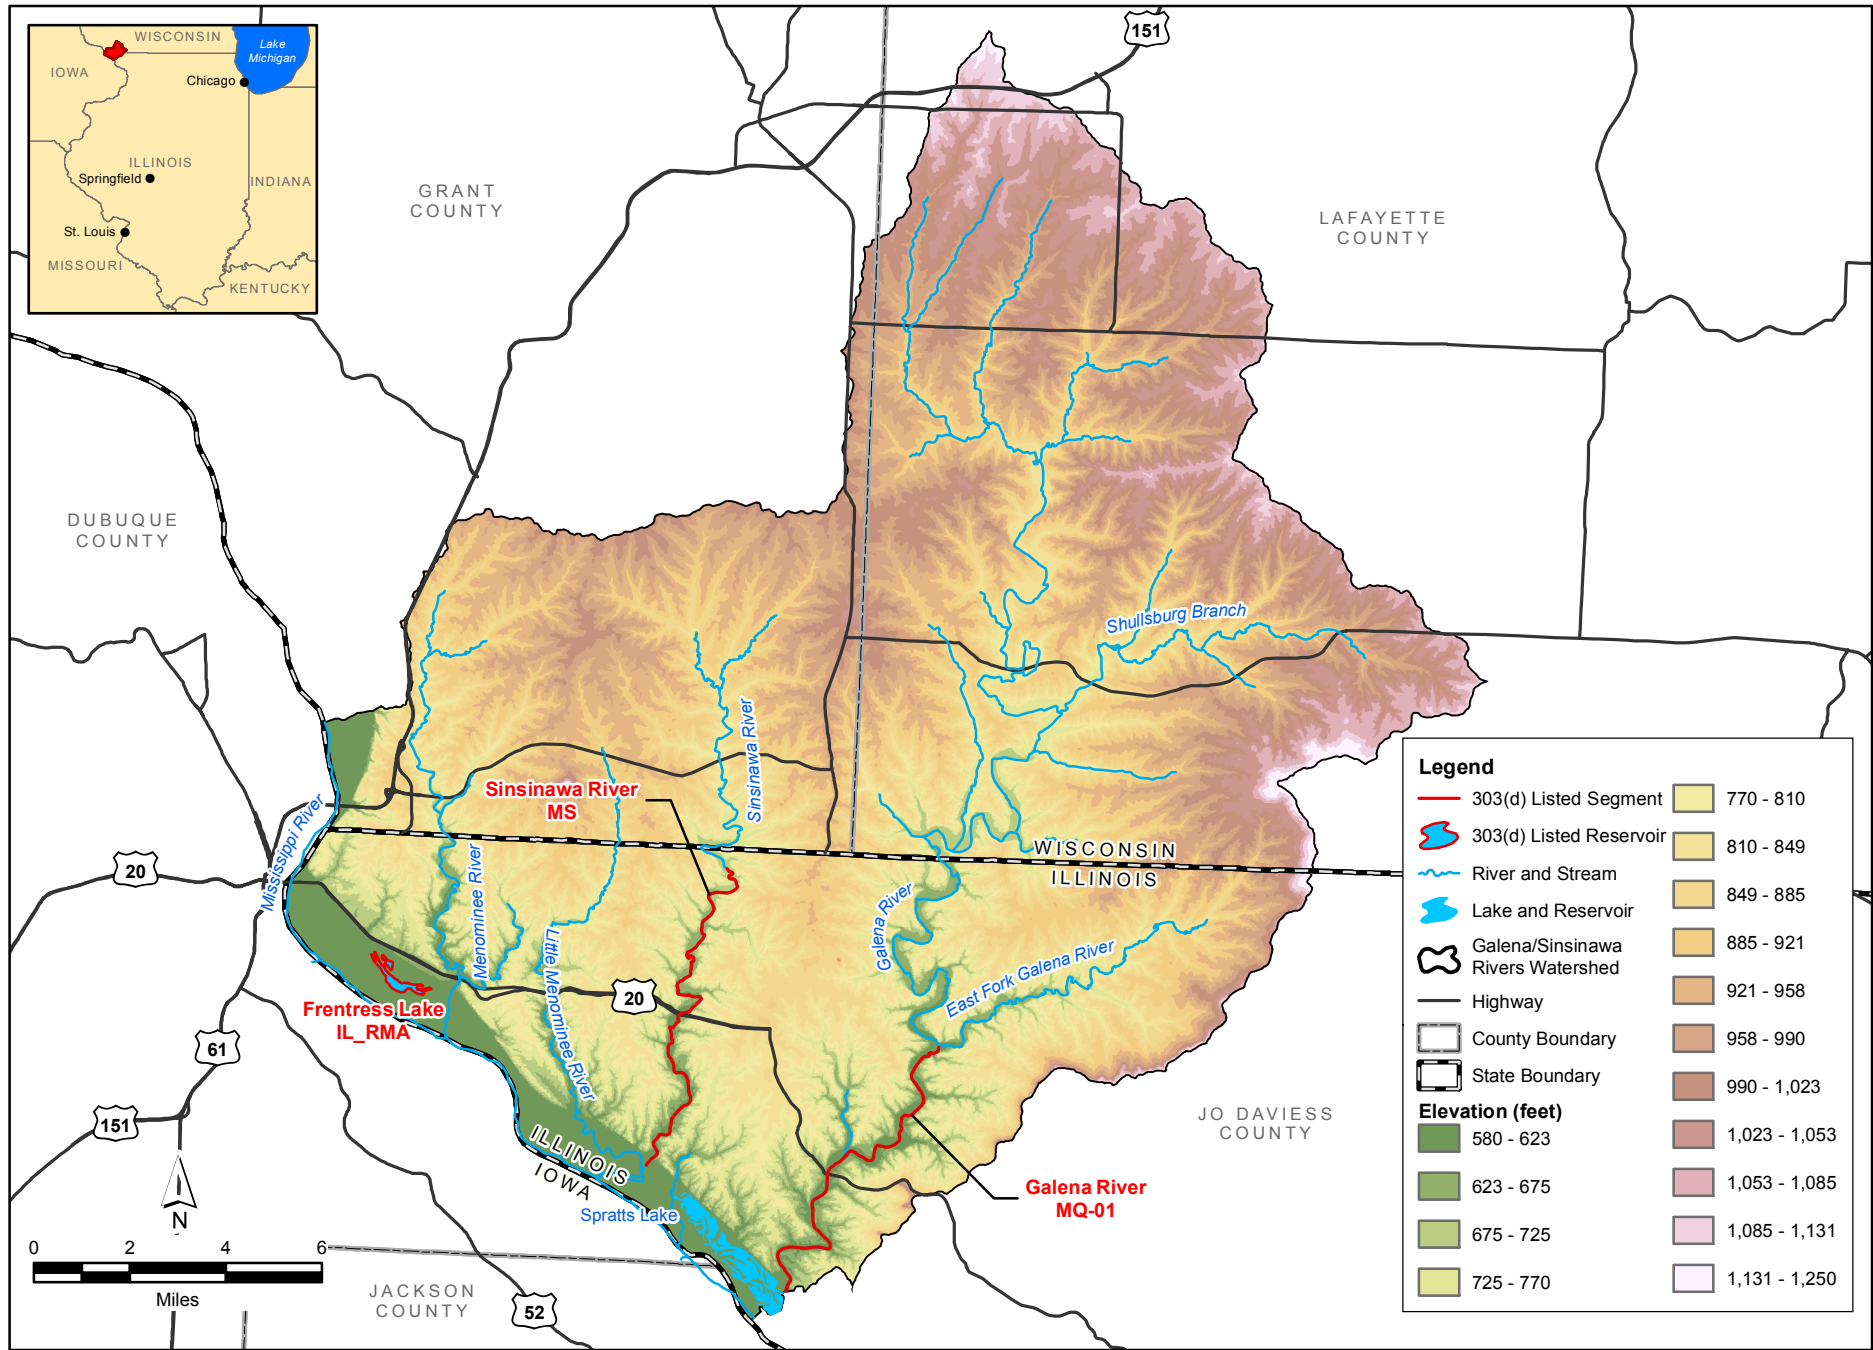 WISCONSIN
Lake
Michigan
IOWA
Chicago
ILLINOIS
Springfield
INDIANA
St. Louis
MISSOURI
KENTUCKY
151
GRANT
COUNTY
LAFAYETTE
COUNTY
DUBUQUE
COUNTY
Shullsburg Branch
Sinsinawa River
Sinsinawa River
MS
Mississippi River
WISCONSIN
ILLINOIS
20
Menominee River
Little Menominee River
Galena River
East Fork Galena River
20
Frentress Lake
IL_RMA
61
151
ILLINOIS
IOWA
Spratts Lake
JO DAVIESS
COUNTY
Galena River
MQ-01
N
0 2 4 6
Miles
JACKSON
COUNTY
52
Legend
303(d) Listed Segment
303(d) Listed Reservoir
River and Stream
Lake and Reservoir
Galena/Sinsinawa
Rivers Watershed
Highway
County Boundary
State Boundary
Elevation (feet)
580 - 623
623 - 675
675 - 725
725 - 770
770 - 810
810 - 849
849 - 885
885 - 921
921 - 958
958 - 990
990 - 1,023
1,023 - 1,053
1,053 - 1,085
1,085 - 1,131
1,131 - 1,250